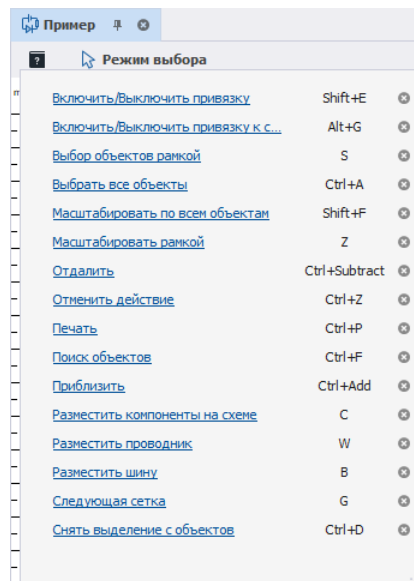 Пример
? Режим выбора
Включить/Выключить привязку Shift+E
Включить/Выключить привязку к с... Alt+G
Выбор объектов рамкой S
Выбрать все объекты Ctrl+A
Масштабировать по всем объектам Shift+F
Масштабировать рамкой Z
Отдалить Ctrl+Subtract
Отменить действие Ctrl+Z
Печать Ctrl+P
Поиск объектов Ctrl+F
Приблизить Ctrl+Add
Разместить компоненты на схеме C
Разместить проводник W
Разместить шину B
Следующая сетка G
Снять выделение с объектов Ctrl+D